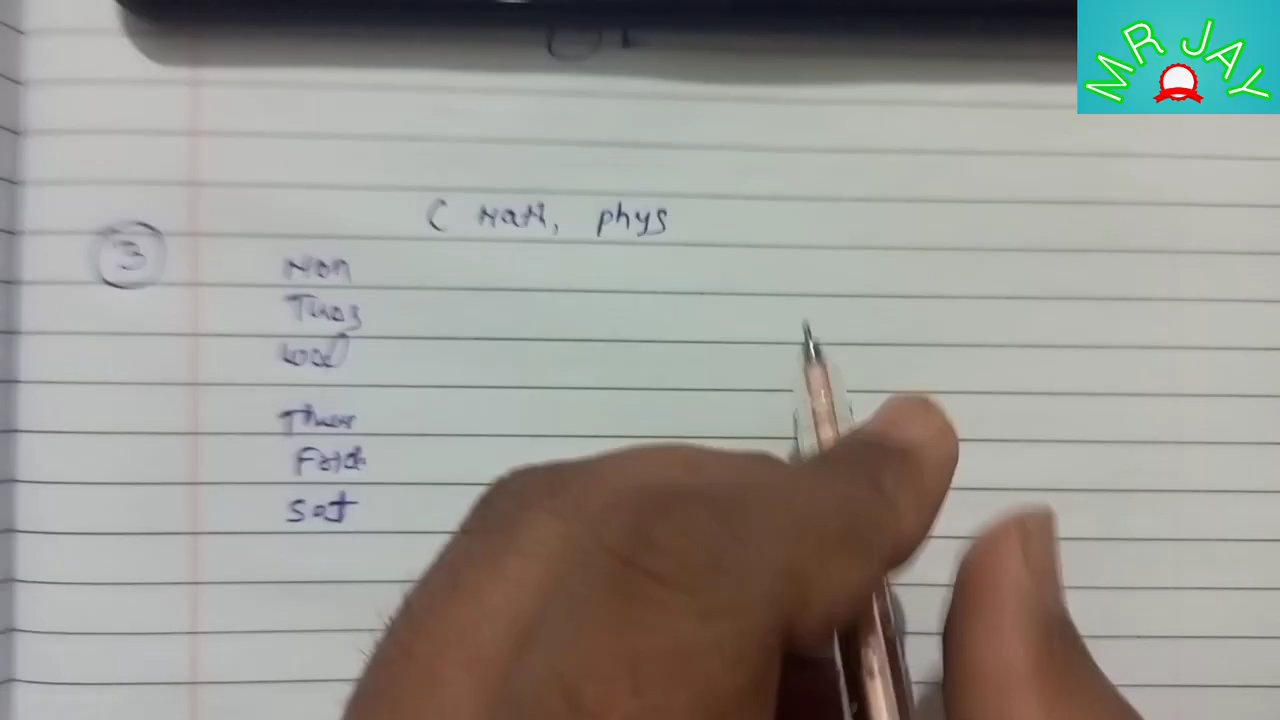 MR JAY
( Math, phys
3
Mon
Tues
wed
Thur
Frid
Sat